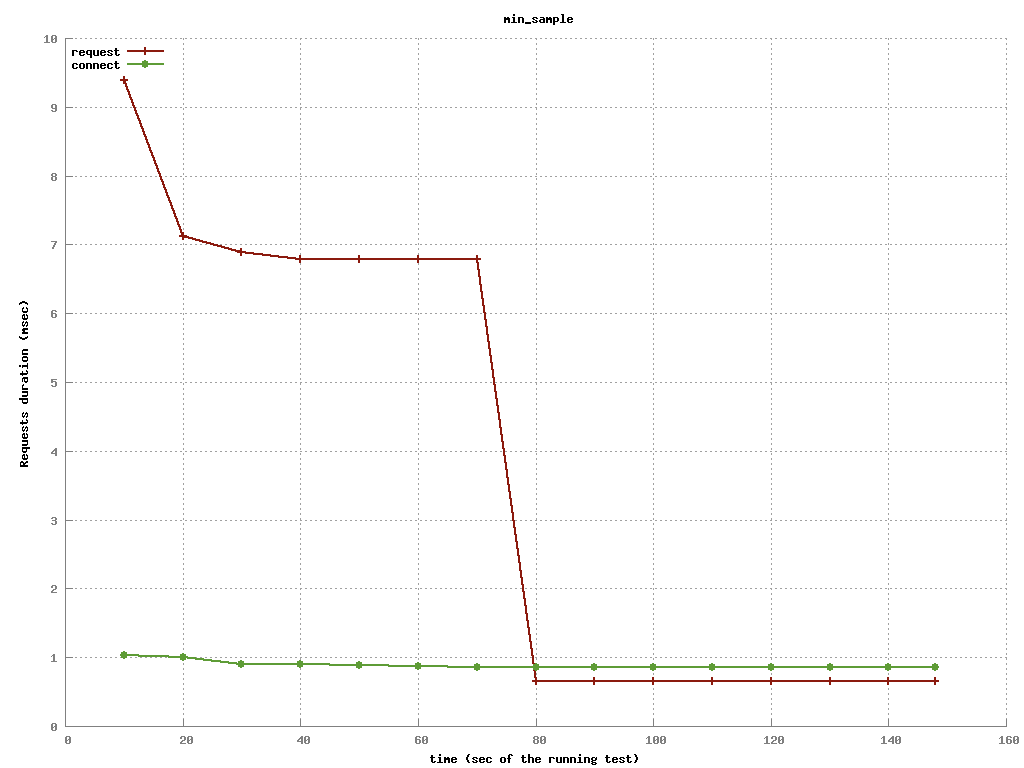 min_sample
request
connect
10
9
8
7
6
5
4
3
2
1
0
Requests duration (msec)
0 20 40 60 80 100 120 140 160
time (sec of the running test)